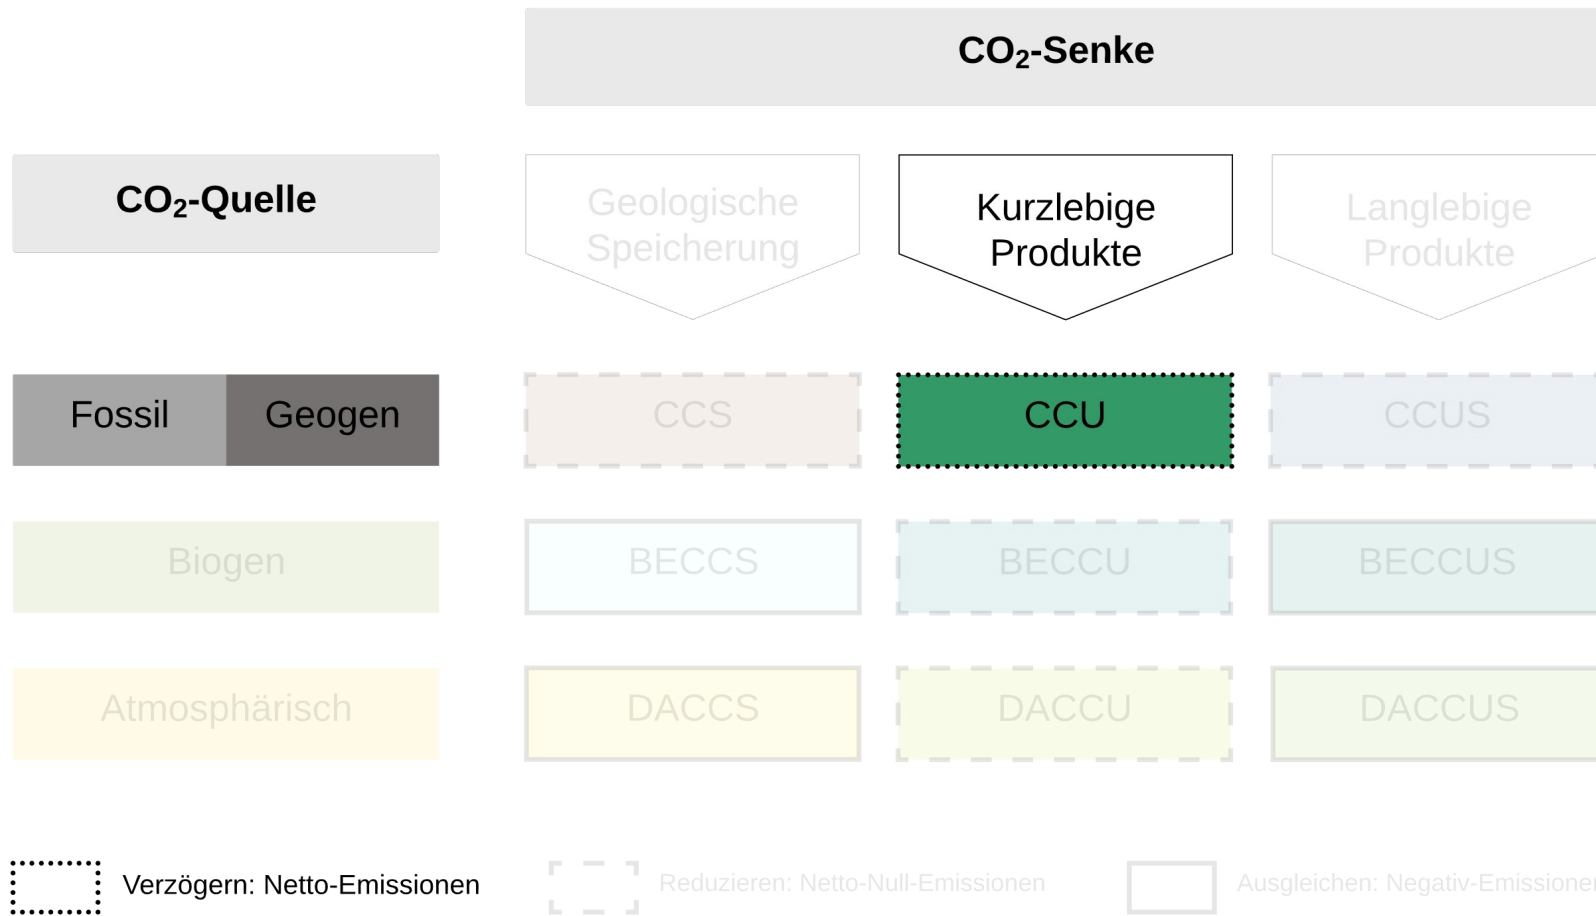 CO₂-Senke
CO₂-Quelle
Geologische
Speicherung
Kurzlebige
Produkte
Langlebige
Produkte
Fossil Geogen CCS CCU CCUS
Biogen BECCS BECCU BECCUS
Atmosphärisch DACCS DACCU DACCUS
Verzögern: Netto-Emissionen Reduzieren: Netto-Null-Emissionen Ausgleichen: Negativ-Emissionen